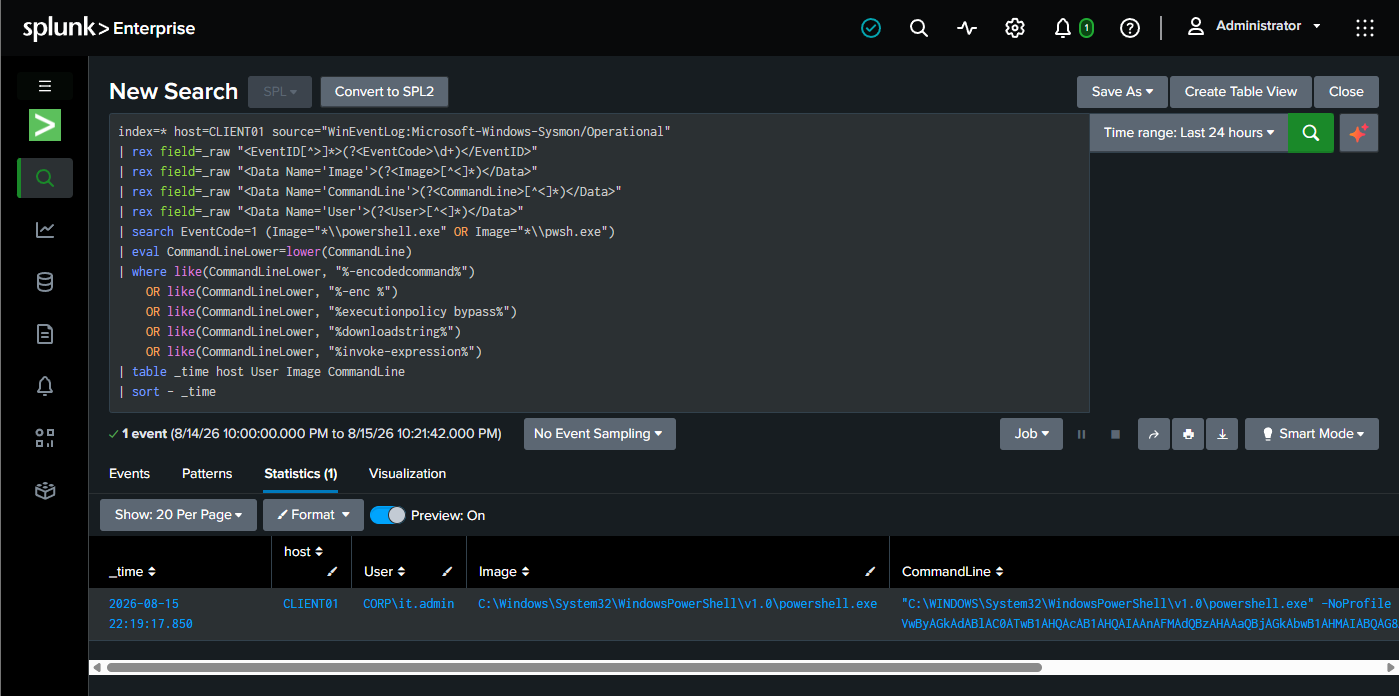 splunk> Enterprise
1
Administrator
New Search
SPL
Convert to SPL2
Save As
Create Table View
Close
index=* host=CLIENT01 source="WinEventLog:Microsoft-Windows-Sysmon/Operational"
| rex field=_raw "<EventID[^>]*>(?<EventCode>\d+)</EventID>"
| rex field=_raw "<Data Name='Image'>(?<Image>[^<]*)</Data>"
| rex field=_raw "<Data Name='CommandLine'>(?<CommandLine>[^<]*)</Data>"
| rex field=_raw "<Data Name='User'>(?<User>[^<]*)</Data>"
| search EventCode=1 (Image="*\\powershell.exe" OR Image="*\\pwsh.exe")
| eval CommandLineLower=lower(CommandLine)
| where like(CommandLineLower, "%-encodedcommand%")
OR like(CommandLineLower, "%-enc %")
OR like(CommandLineLower, "%executionpolicy bypass%")
OR like(CommandLineLower, "%downloadstring%")
OR like(CommandLineLower, "%invoke-expression%")
| table _time host User Image CommandLine
| sort - _time
Time range: Last 24 hours
1 event (8/14/26 10:00:00.000 PM to 8/15/26 10:21:42.000 PM)
No Event Sampling
Job
Smart Mode
Events
Patterns
Statistics (1)
Visualization
Show: 20 Per Page
Format
Preview: On
_time
host
User
Image
CommandLine
2026-08-15
22:19:17.850
CLIENT01
CORP\it.admin
C:\Windows\System32\WindowsPowerShell\v1.0\powershell.exe
"C:\WINDOWS\System32\WindowsPowerShell\v1.0\powershell.exe" -NoProfile
VwByAGkAdABlAC0ATwB1AHQAcAB1AHQAIAAnAFMAdQBzAHAAaQBjAGkAbwB1AHMAIABQAG8